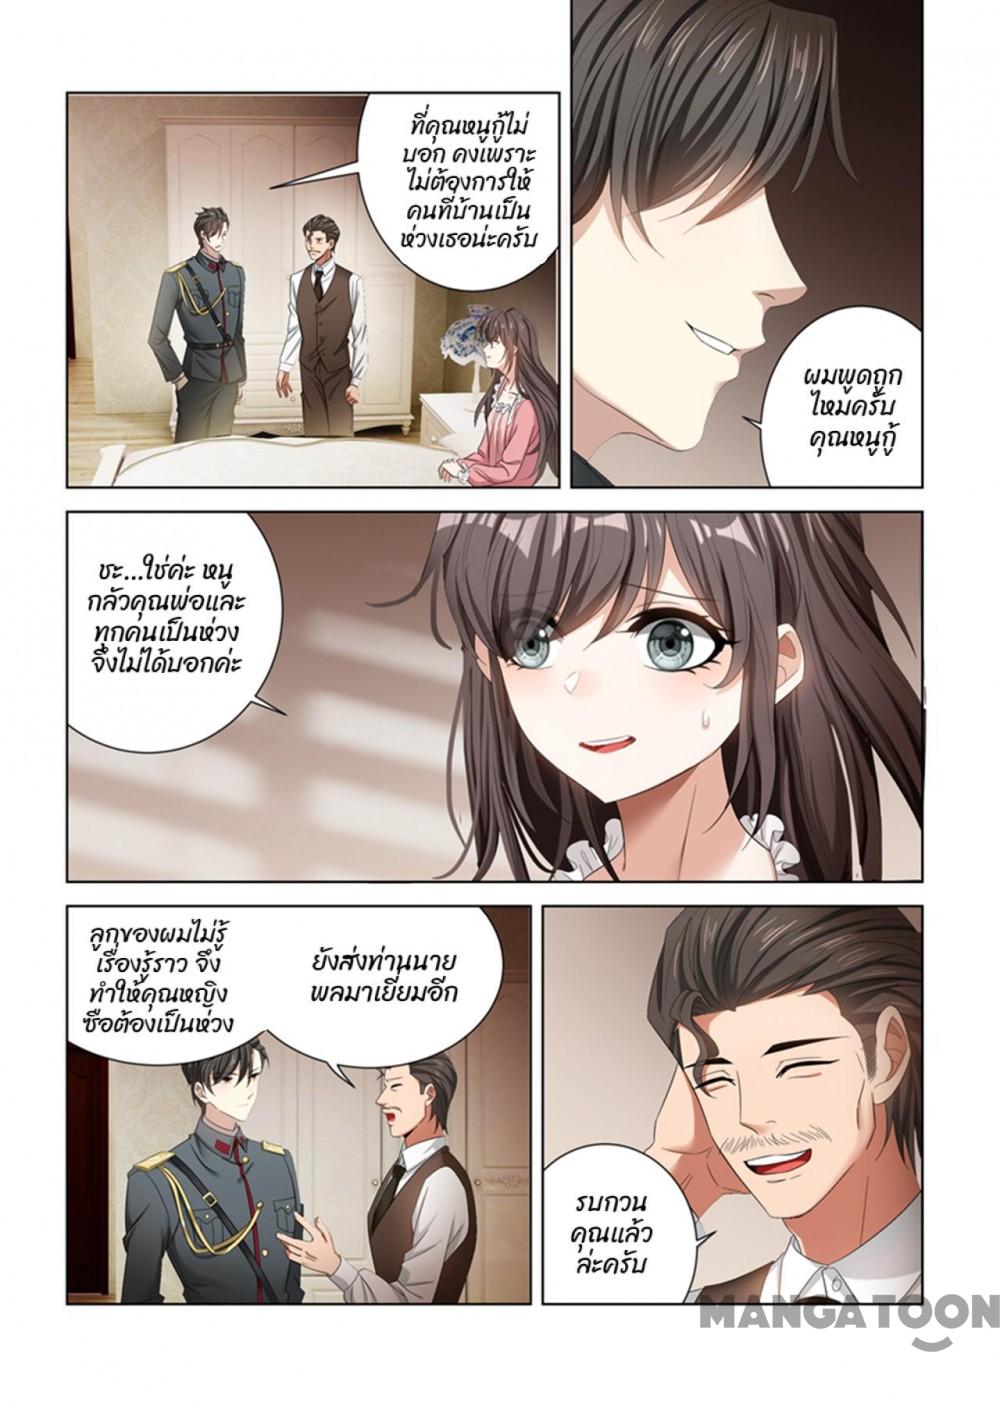 ที่คุณหนูกู้ไม่
บอก คงเพราะ
ไม่ต้องการให้
คนที่บ้านเป็น
ห่วงเธอน่ะครับ
ผมพูดถูก
ไหมครับ
คุณหนูกู้
ชะ...ใช่ค่ะ หนู
กลัวคุณพ่อและ
ทุกคนเป็นห่วง
จึงไม่ได้บอกค่ะ
ลูกของผมไม่รู้
เรื่องรู้ราว จึง
ทำให้คุณหญิง
ซือต้องเป็นห่วง
ยังส่งท่านนาย
พลมาเยี่ยมอีก
รบกวน
คุณแล้ว
ล่ะครับ
MANGATOON